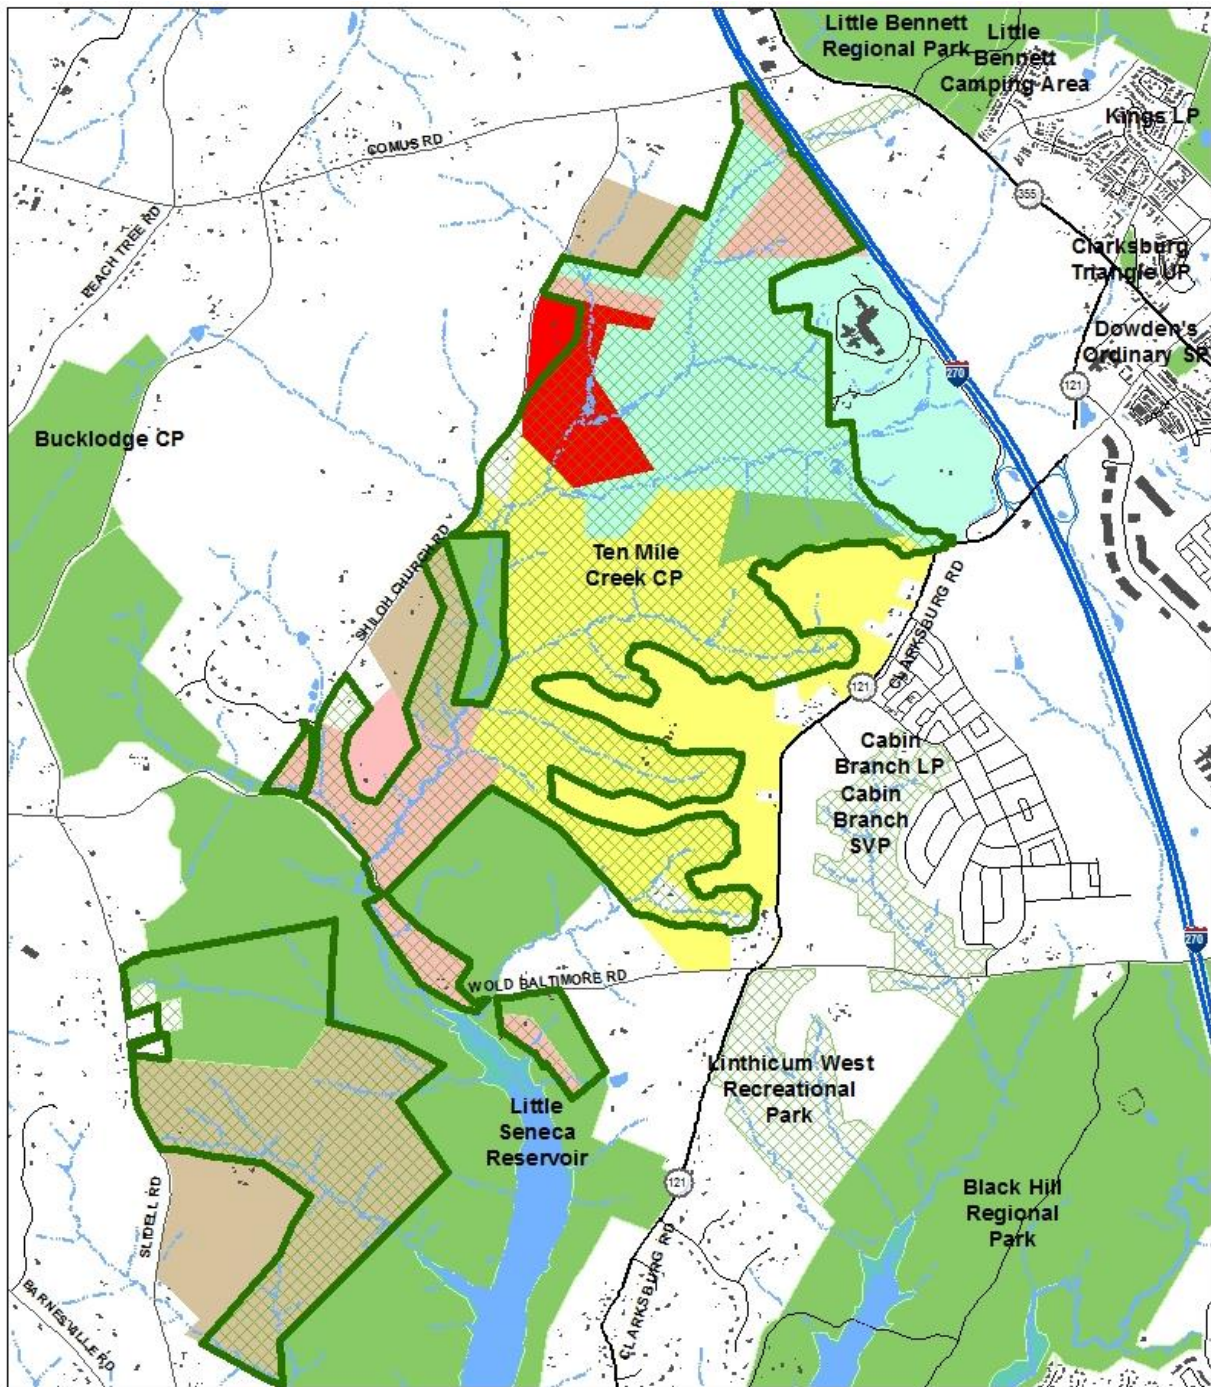 Little Bennett
Regional Park
Little
Bennett
Camping Area
Kings LP
COMUS RD
355
PEACH TREE RD
Clarksburg
Triangle UP
Dowden's
Ordinary SP
270
121
Bucklodge CP
SHILOH CHURCH RD
Ten Mile
Creek CP
CLARKSBURG RD
121
Cabin
Branch LP
Cabin
Branch
SVP
270
WOLD BALTIMORE RD
Linthicum West
Recreational
Park
Little
Seneca
Reservoir
121
Black Hill
Regional
Park
SLIDELL RD
CLARKSBURG RD
BARNESVILLE RD